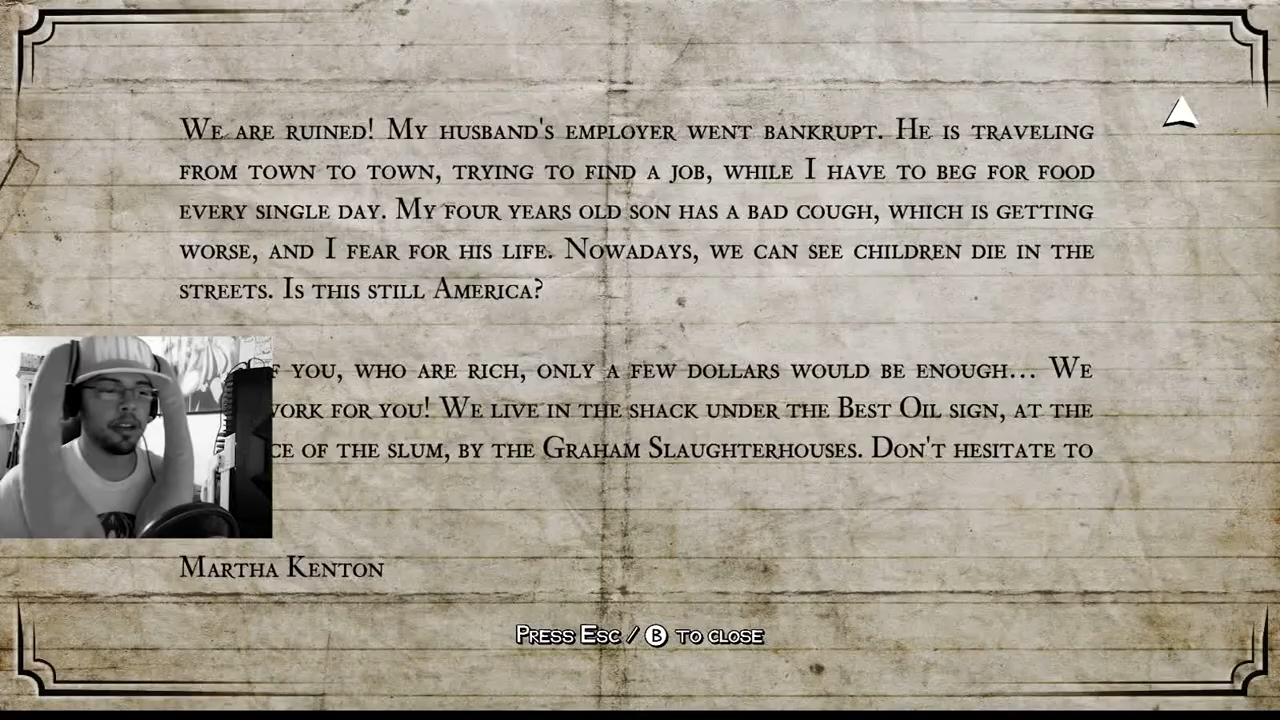 We are ruined! My husband's employer went bankrupt. He is traveling
from town to town, trying to find a job, while I have to beg for food
every single day. My four years old son has a bad cough, which is getting
worse, and I fear for his life. Nowadays, we can see children die in the
streets. Is this still America?
you, who are rich, only a few dollars would be enough... We
work for you! We live in the shack under the Best Oil sign, at the
of the slum, by the Graham Slaughterhouses. Don't hesitate to
Martha Kenton
Press Esc / B to close